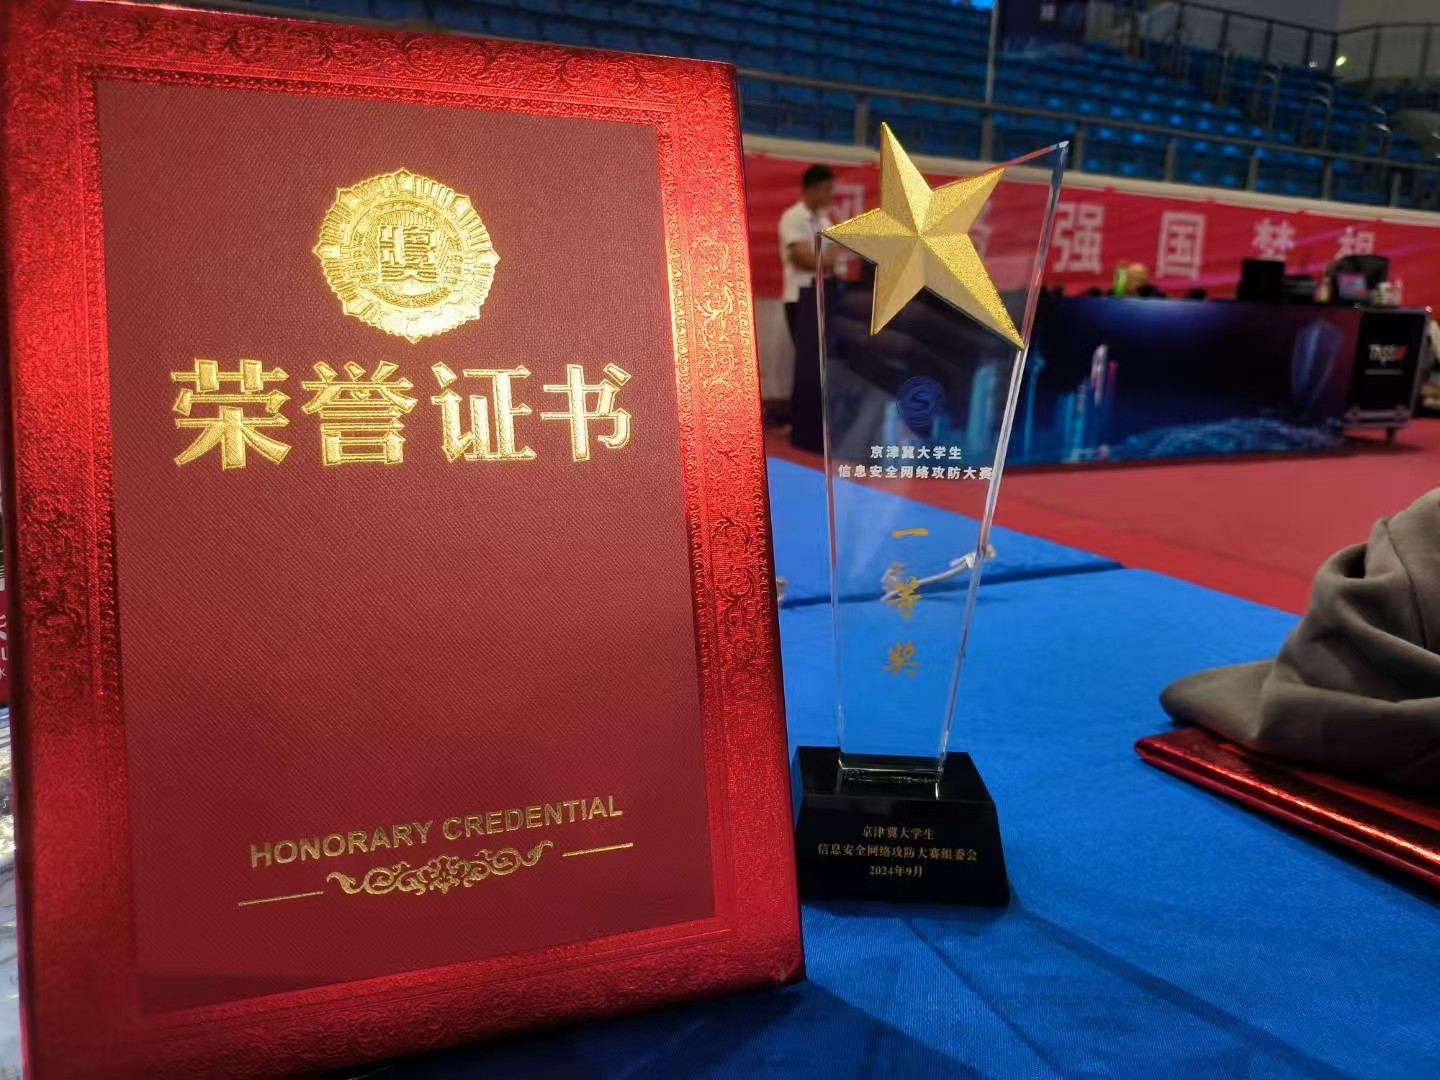 荣誉证书
HONORARY CREDENTIAL
京津冀大学生
信息安全网络攻防大赛
一
等
奖
京津冀大学生
信息安全网络攻防大赛组委会
2024年9月
强国梦想